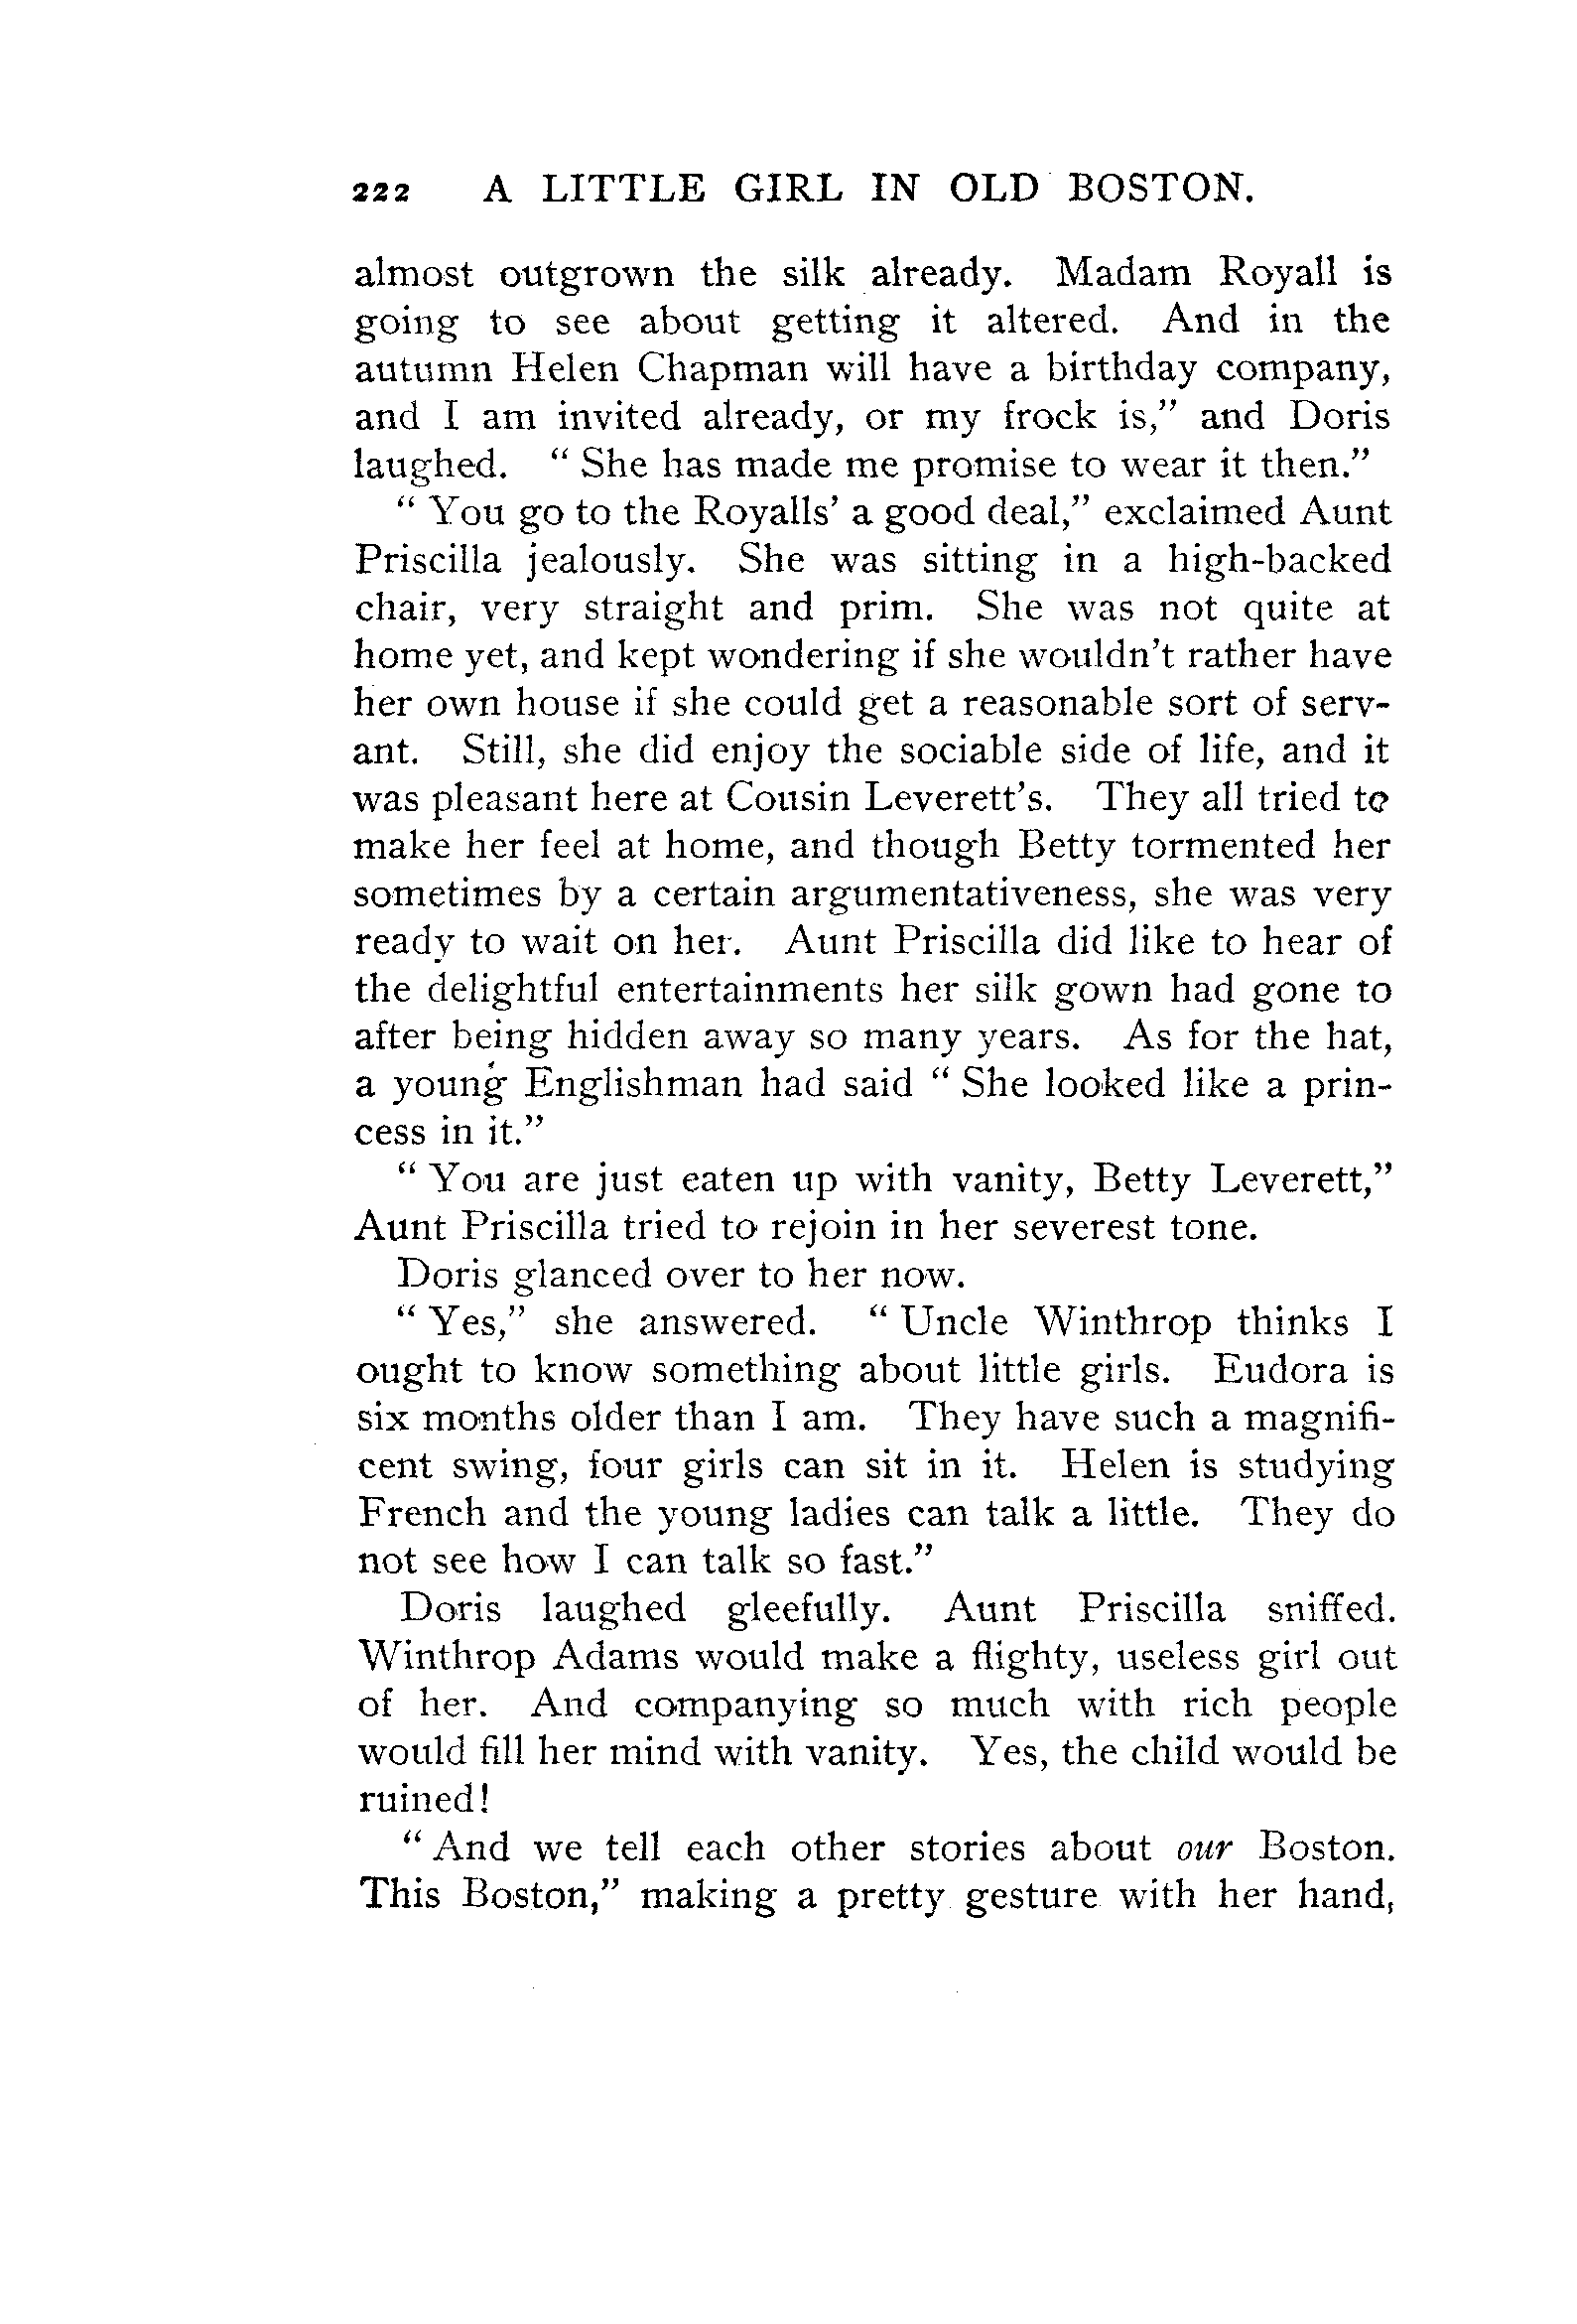 222 A LITTLE GIRL IN OLD BOSTON.
almost outgrown the silk already. Madam Royall is
going to see about getting it altered. And in the
autumn Helen Chapman will have a birthday company,
and I am invited already, or my frock is,” and Doris
laughed. “ She has made me promise to wear it then.”
“ You go to the Royalls’ a good deal,” exclaimed Aunt
Priscilla jealously. She was sitting in a high-backed
chair, very straight and prim. She was not quite at
home yet, and kept wondering if she wouldn’t rather have
her own house if she could get a reasonable sort of serv-
ant. Still, she did enjoy the sociable side of life, and it
was pleasant here at Cousin Leverett’s. They all tried to
make her feel at home, and though Betty tormented her
sometimes by a certain argumentativeness, she was very
ready to wait on her. Aunt Priscilla did like to hear of
the delightful entertainments her silk gown had gone to
after being hidden away so many years. As for the hat,
a young Englishman had said “ She looked like a prin-
cess in it.”
“ You are just eaten up with vanity, Betty Leverett,”
Aunt Priscilla tried to rejoin in her severest tone.
Doris glanced over to her now.
“ Yes,” she answered. “ Uncle Winthrop thinks I
ought to know something about little girls. Eudora is
six months older than I am. They have such a magnifi-
cent swing, four girls can sit in it. Helen is studying
French and the young ladies can talk a little. They do
not see how I can talk so fast.”
Doris laughed gleefully. Aunt Priscilla sniffed.
Winthrop Adams would make a flighty, useless girl out
of her. And companying so much with rich people
would fill her mind with vanity. Yes, the child would be
ruined!
“ And we tell each other stories about our Boston.
This Boston,” making a pretty gesture with her hand,